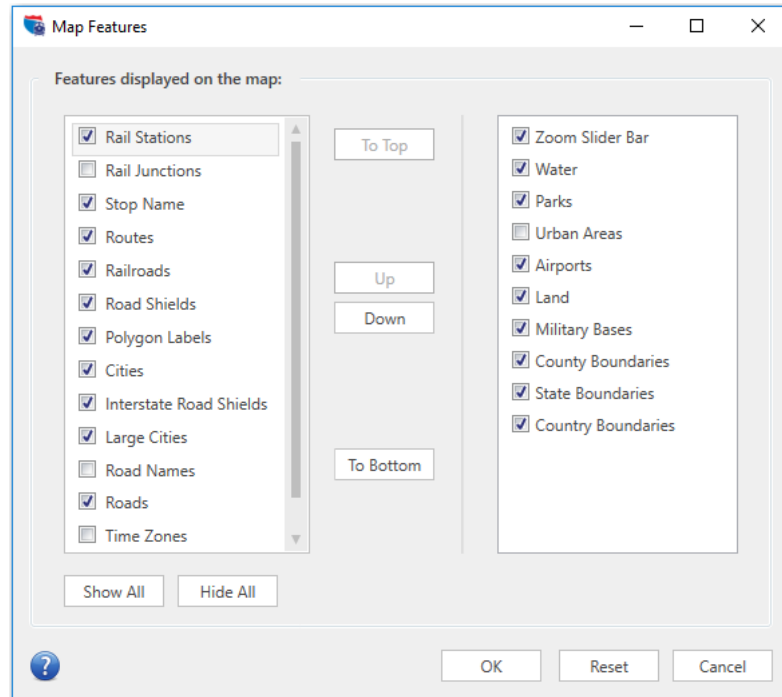 Map Features
Features displayed on the map:
Rail Stations
Rail Junctions
Stop Name
Routes
Railroads
Road Shields
Polygon Labels
Cities
Interstate Road Shields
Large Cities
Road Names
Roads
Time Zones
To Top
Up
Down
To Bottom
Zoom Slider Bar
Water
Parks
Urban Areas
Airports
Land
Military Bases
County Boundaries
State Boundaries
Country Boundaries
Show All
Hide All
?
OK
Reset
Cancel